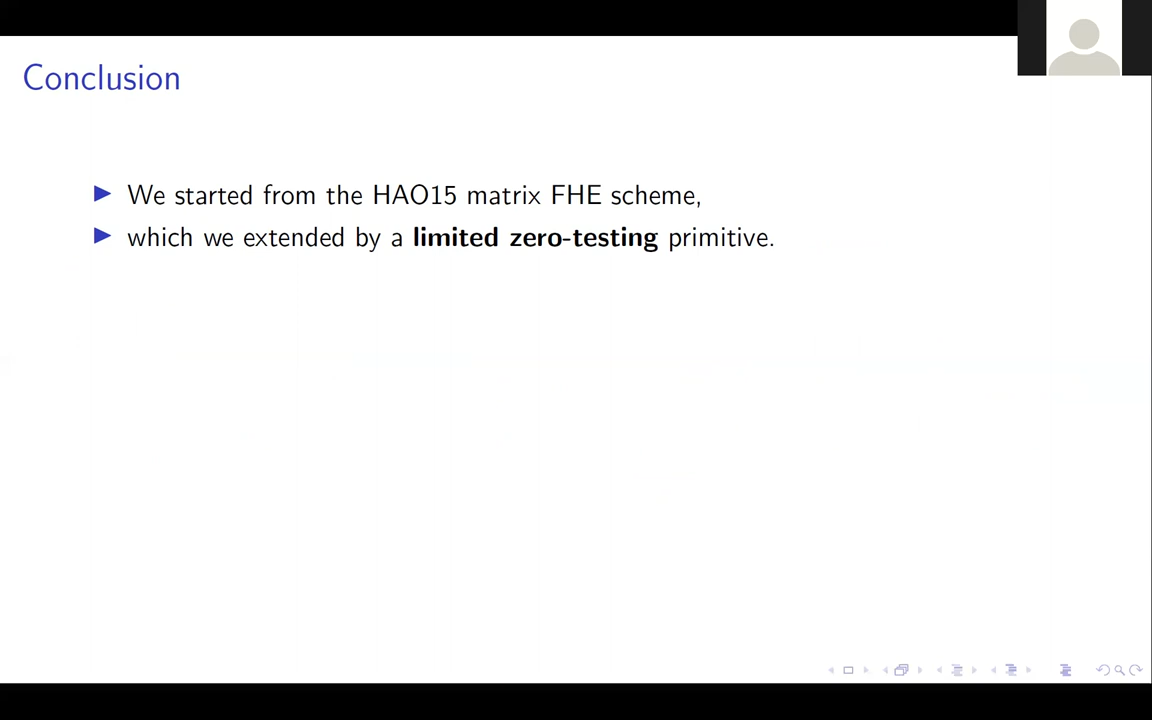 Conclusion
We started from the HAO15 matrix FHE scheme,
which we extended by a limited zero-testing primitive.